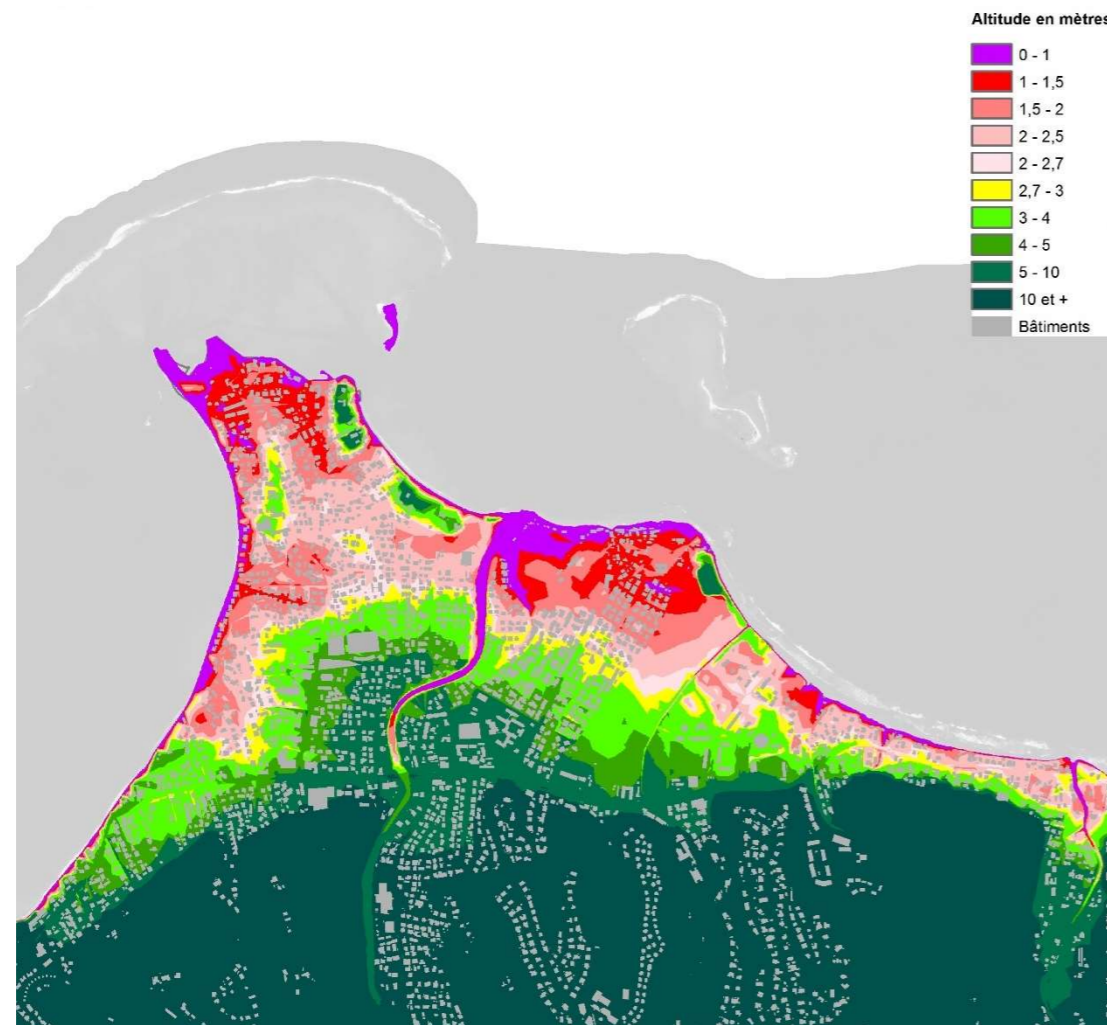 Altitude en mètres
0 - 1
1 - 1,5
1,5 - 2
2 - 2,5
2 - 2,7
2,7 - 3
3 - 4
4 - 5
5 - 10
10 et +
Bâtiments